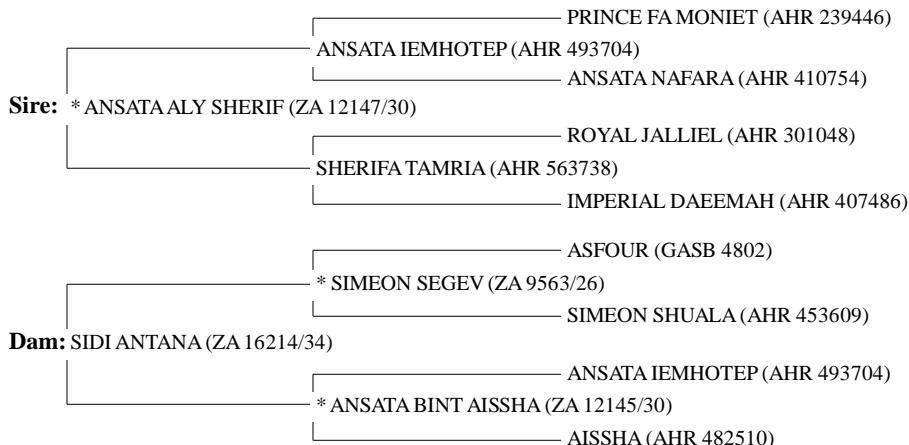 PRINCE FA MONIET (AHR 239446)
ANSATA IEMHOTEP (AHR 493704)
ANSATA NAFARA (AHR 410754)
Sire: * ANSATA ALY SHERIF (ZA 12147/30)
ROYAL JALLIEL (AHR 301048)
SHERIFA TAMRIA (AHR 563738)
IMPERIAL DAEEMAH (AHR 407486)
ASFOUR (GASB 4802)
* SIMEON SEGEV (ZA 9563/26)
SIMEON SHUALA (AHR 453609)
Dam: SIDI ANTANA (ZA 16214/34)
ANSATA IEMHOTEP (AHR 493704)
* ANSATA BINT AISSHA (ZA 12145/30)
AISSHA (AHR 482510)